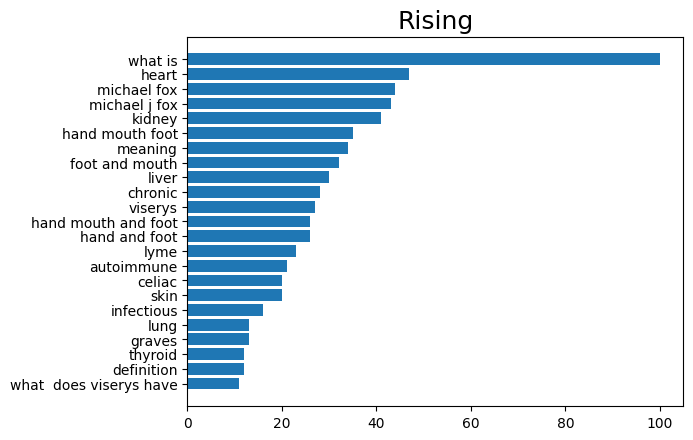 Rising
what is
heart
michael fox
michael j fox
kidney
hand mouth foot
meaning
foot and mouth
liver
chronic
viserys
hand mouth and foot
hand and foot
lyme
autoimmune
celiac
skin
infectious
lung
graves
thyroid
definition
what  does viserys have
0 20 40 60 80 100